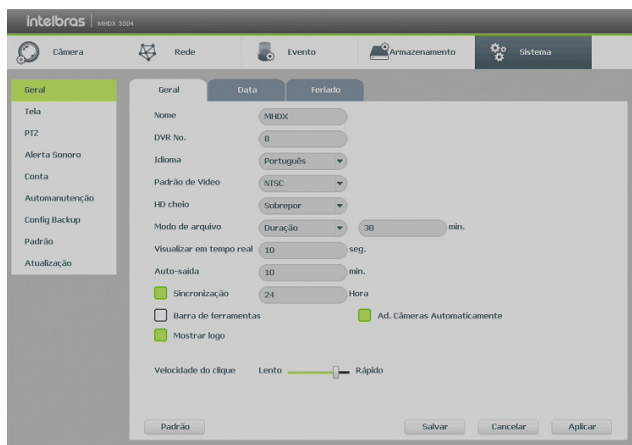 intelbras | MHDX 3004
Câmera Rede Evento Armazenamento Sistema
Geral
Tela
PTZ
Alerta Sonoro
Conta
Automanutenção
Config Backup
Padrão
Atualização
Geral Data Feriado
Nome MHDX
DVR No. 8
Idioma Português
Padrão de Vídeo NTSC
HD cheio Sobrepor
Modo de arquivo Duração 30 min.
Visualizar em tempo real 10 seg.
Auto-saída 10 min.
Sincronização 24 Hora
Barra de ferramentas Ad. Câmeras Automaticamente
Mostrar logo
Velocidade do clique Lento Rápido
Padrão Salvar Cancelar Aplicar